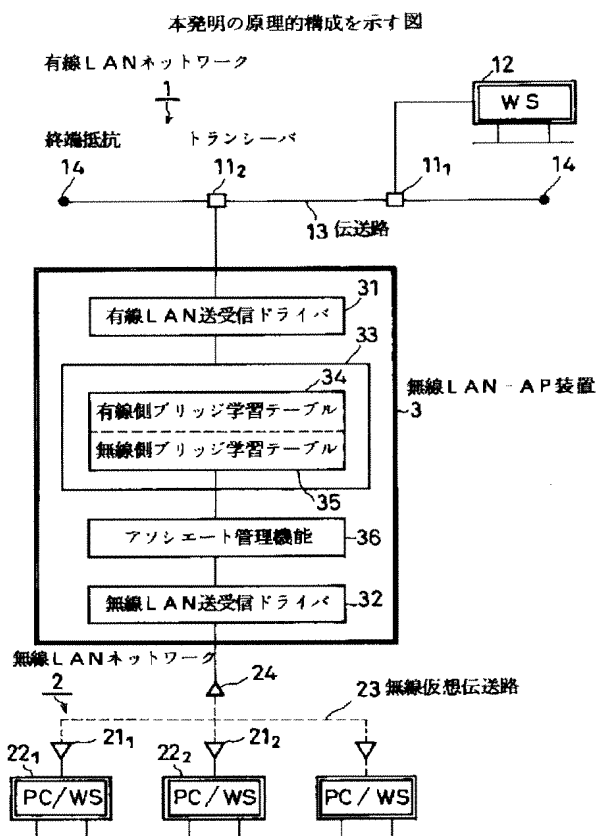 本発明の原理的構成を示す図
有線LANネットワーク
1
12
WS
終端抵抗
トランシーバ
14
11₂
11₁
14
13 伝送路
31
有線LAN送受信ドライバ
33
34
有線側ブリッジ学習テーブル
無線側ブリッジ学習テーブル
35
無線LAN-AP装置
3
アソシエート管理機能
36
無線LAN送受信ドライバ
32
無線LANネットワーク
2
24
23 無線仮想伝送路
21₁
21₂
22₁
22₂
PC/WS
PC/WS
PC/WS